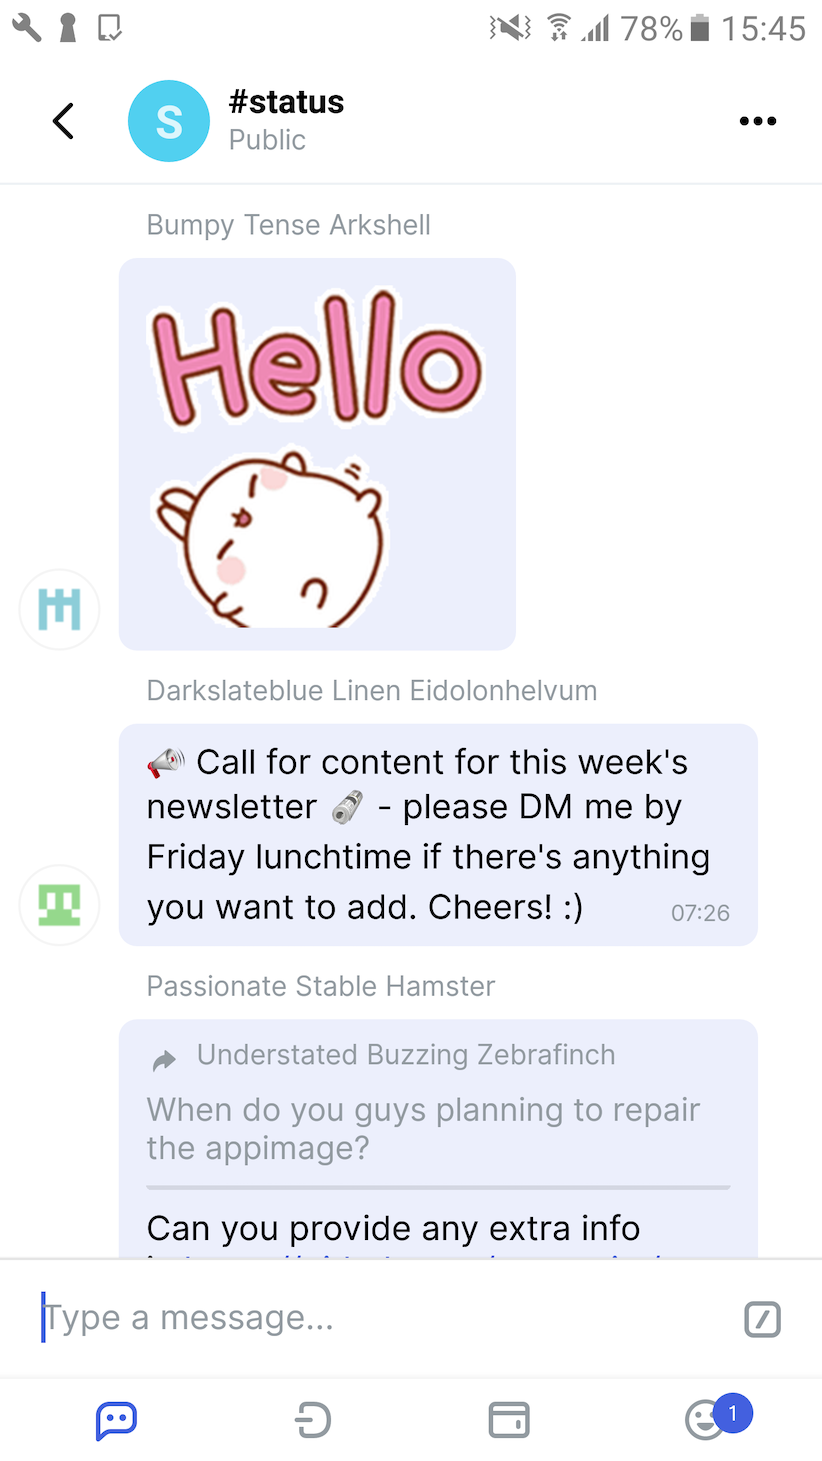 78% 15:45
S
#status
Public
Bumpy Tense Arkshell
Hello
Darkslateblue Linen Eidolonhelvum
Call for content for this week's
newsletter - please DM me by
Friday lunchtime if there's anything
you want to add. Cheers! :)
07:26
Passionate Stable Hamster
Understated Buzzing Zebrafinch
When do you guys planning to repair
the appimage?
Can you provide any extra info
Type a message...
1